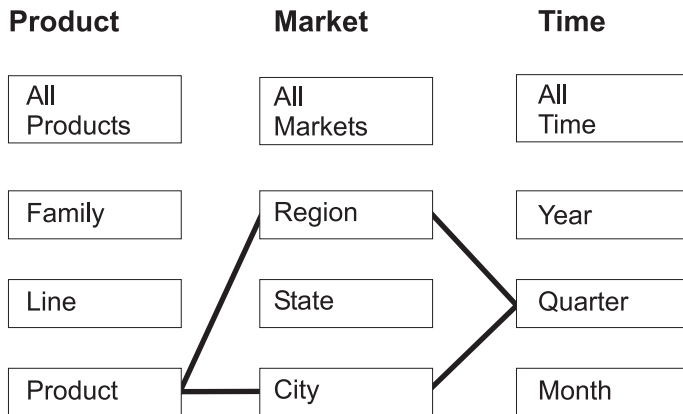 Product
Market
Time
All
Products
All
Markets
All
Time
Family
Region
Year
Line
State
Quarter
Product
City
Month